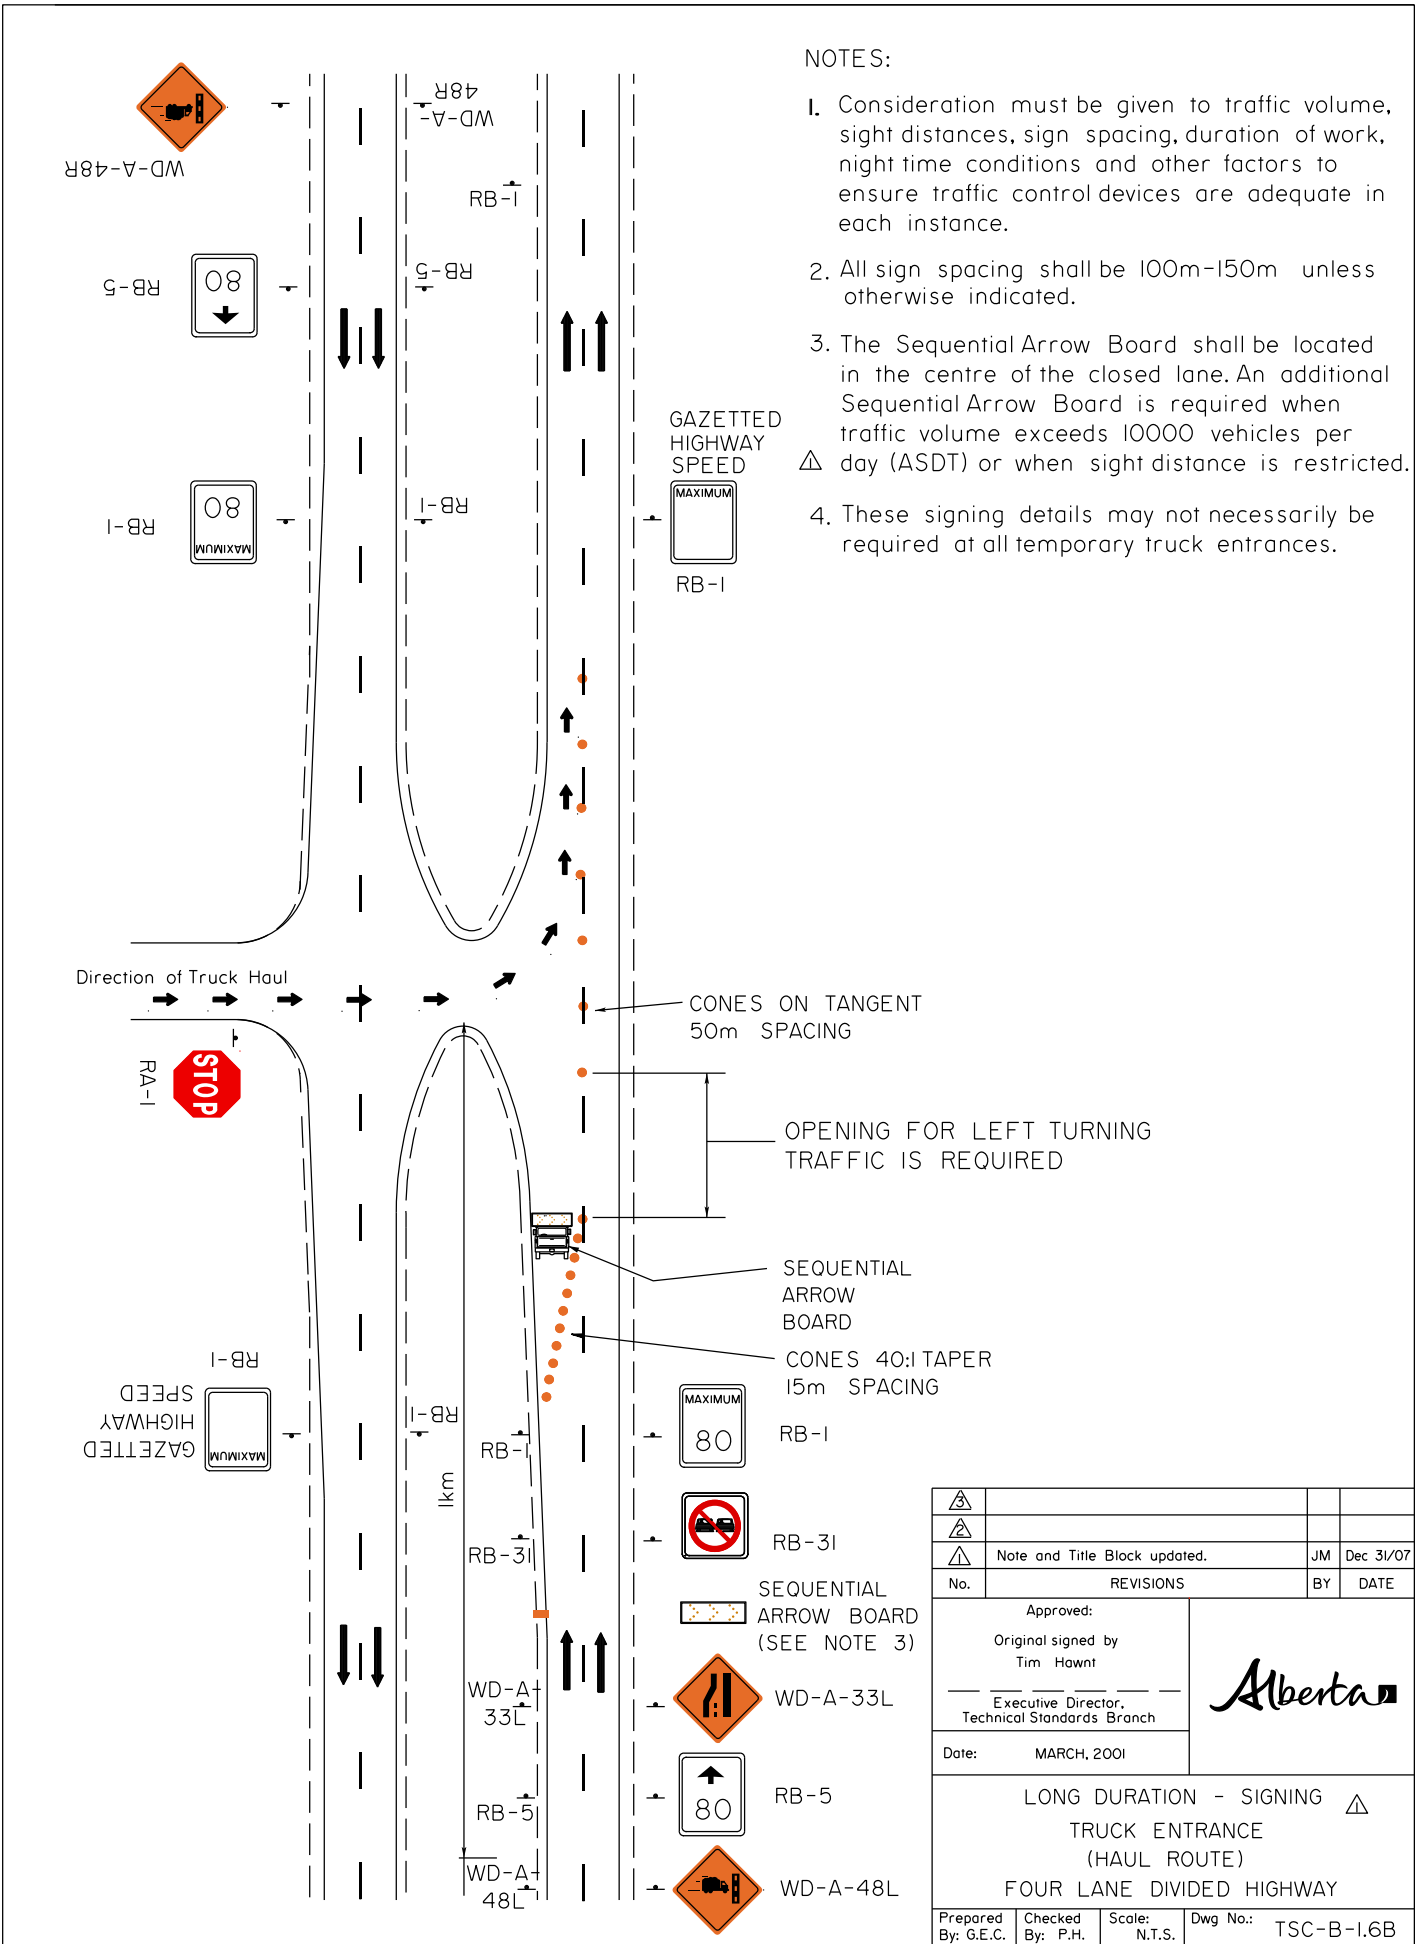 NOTES:
1. Consideration must be given to traffic volume,
sight distances, sign spacing, duration of work,
night time conditions and other factors to
ensure traffic control devices are adequate in
each instance.
2. All sign spacing shall be 100m-150m unless
otherwise indicated.
3. The Sequential Arrow Board shall be located
in the centre of the closed lane. An additional
Sequential Arrow Board is required when
traffic volume exceeds 10000 vehicles per
1 day (ASDT) or when sight distance is restricted.
4. These signing details may not necessarily be
required at all temporary truck entrances.
WD-A-48R
WD-A-
48R
RB-1
RB-5
80
RB-5
RB-1
MAXIMUM
80
RB-1
GAZETTED
HIGHWAY
SPEED
MAXIMUM
RB-1
Direction of Truck Haul
RA-1
STOP
CONES ON TANGENT
50m SPACING
OPENING FOR LEFT TURNING
TRAFFIC IS REQUIRED
SEQUENTIAL
ARROW
BOARD
CONES 40:1 TAPER
15m SPACING
RB-1
GAZETTED
HIGHWAY
SPEED
MAXIMUM
RB-1
1km
RB-1
MAXIMUM
80
RB-1
RB-31
RB-31
SEQUENTIAL
ARROW BOARD
(SEE NOTE 3)
WD-A-
33L
WD-A-33L
RB-5
80
RB-5
WD-A-
48L
WD-A-48L
3
2
1 Note and Title Block updated. JM Dec 31/07
No. REVISIONS BY DATE
Approved:
Original signed by
Tim Hawnt
Executive Director,
Technical Standards Branch
Alberta
Date: MARCH, 2001
LONG DURATION - SIGNING 1
TRUCK ENTRANCE
(HAUL ROUTE)
FOUR LANE DIVIDED HIGHWAY
Prepared
By: G.E.C.
Checked
By: P.H.
Scale:
N.T.S.
Dwg No.: TSC-B-1.6B